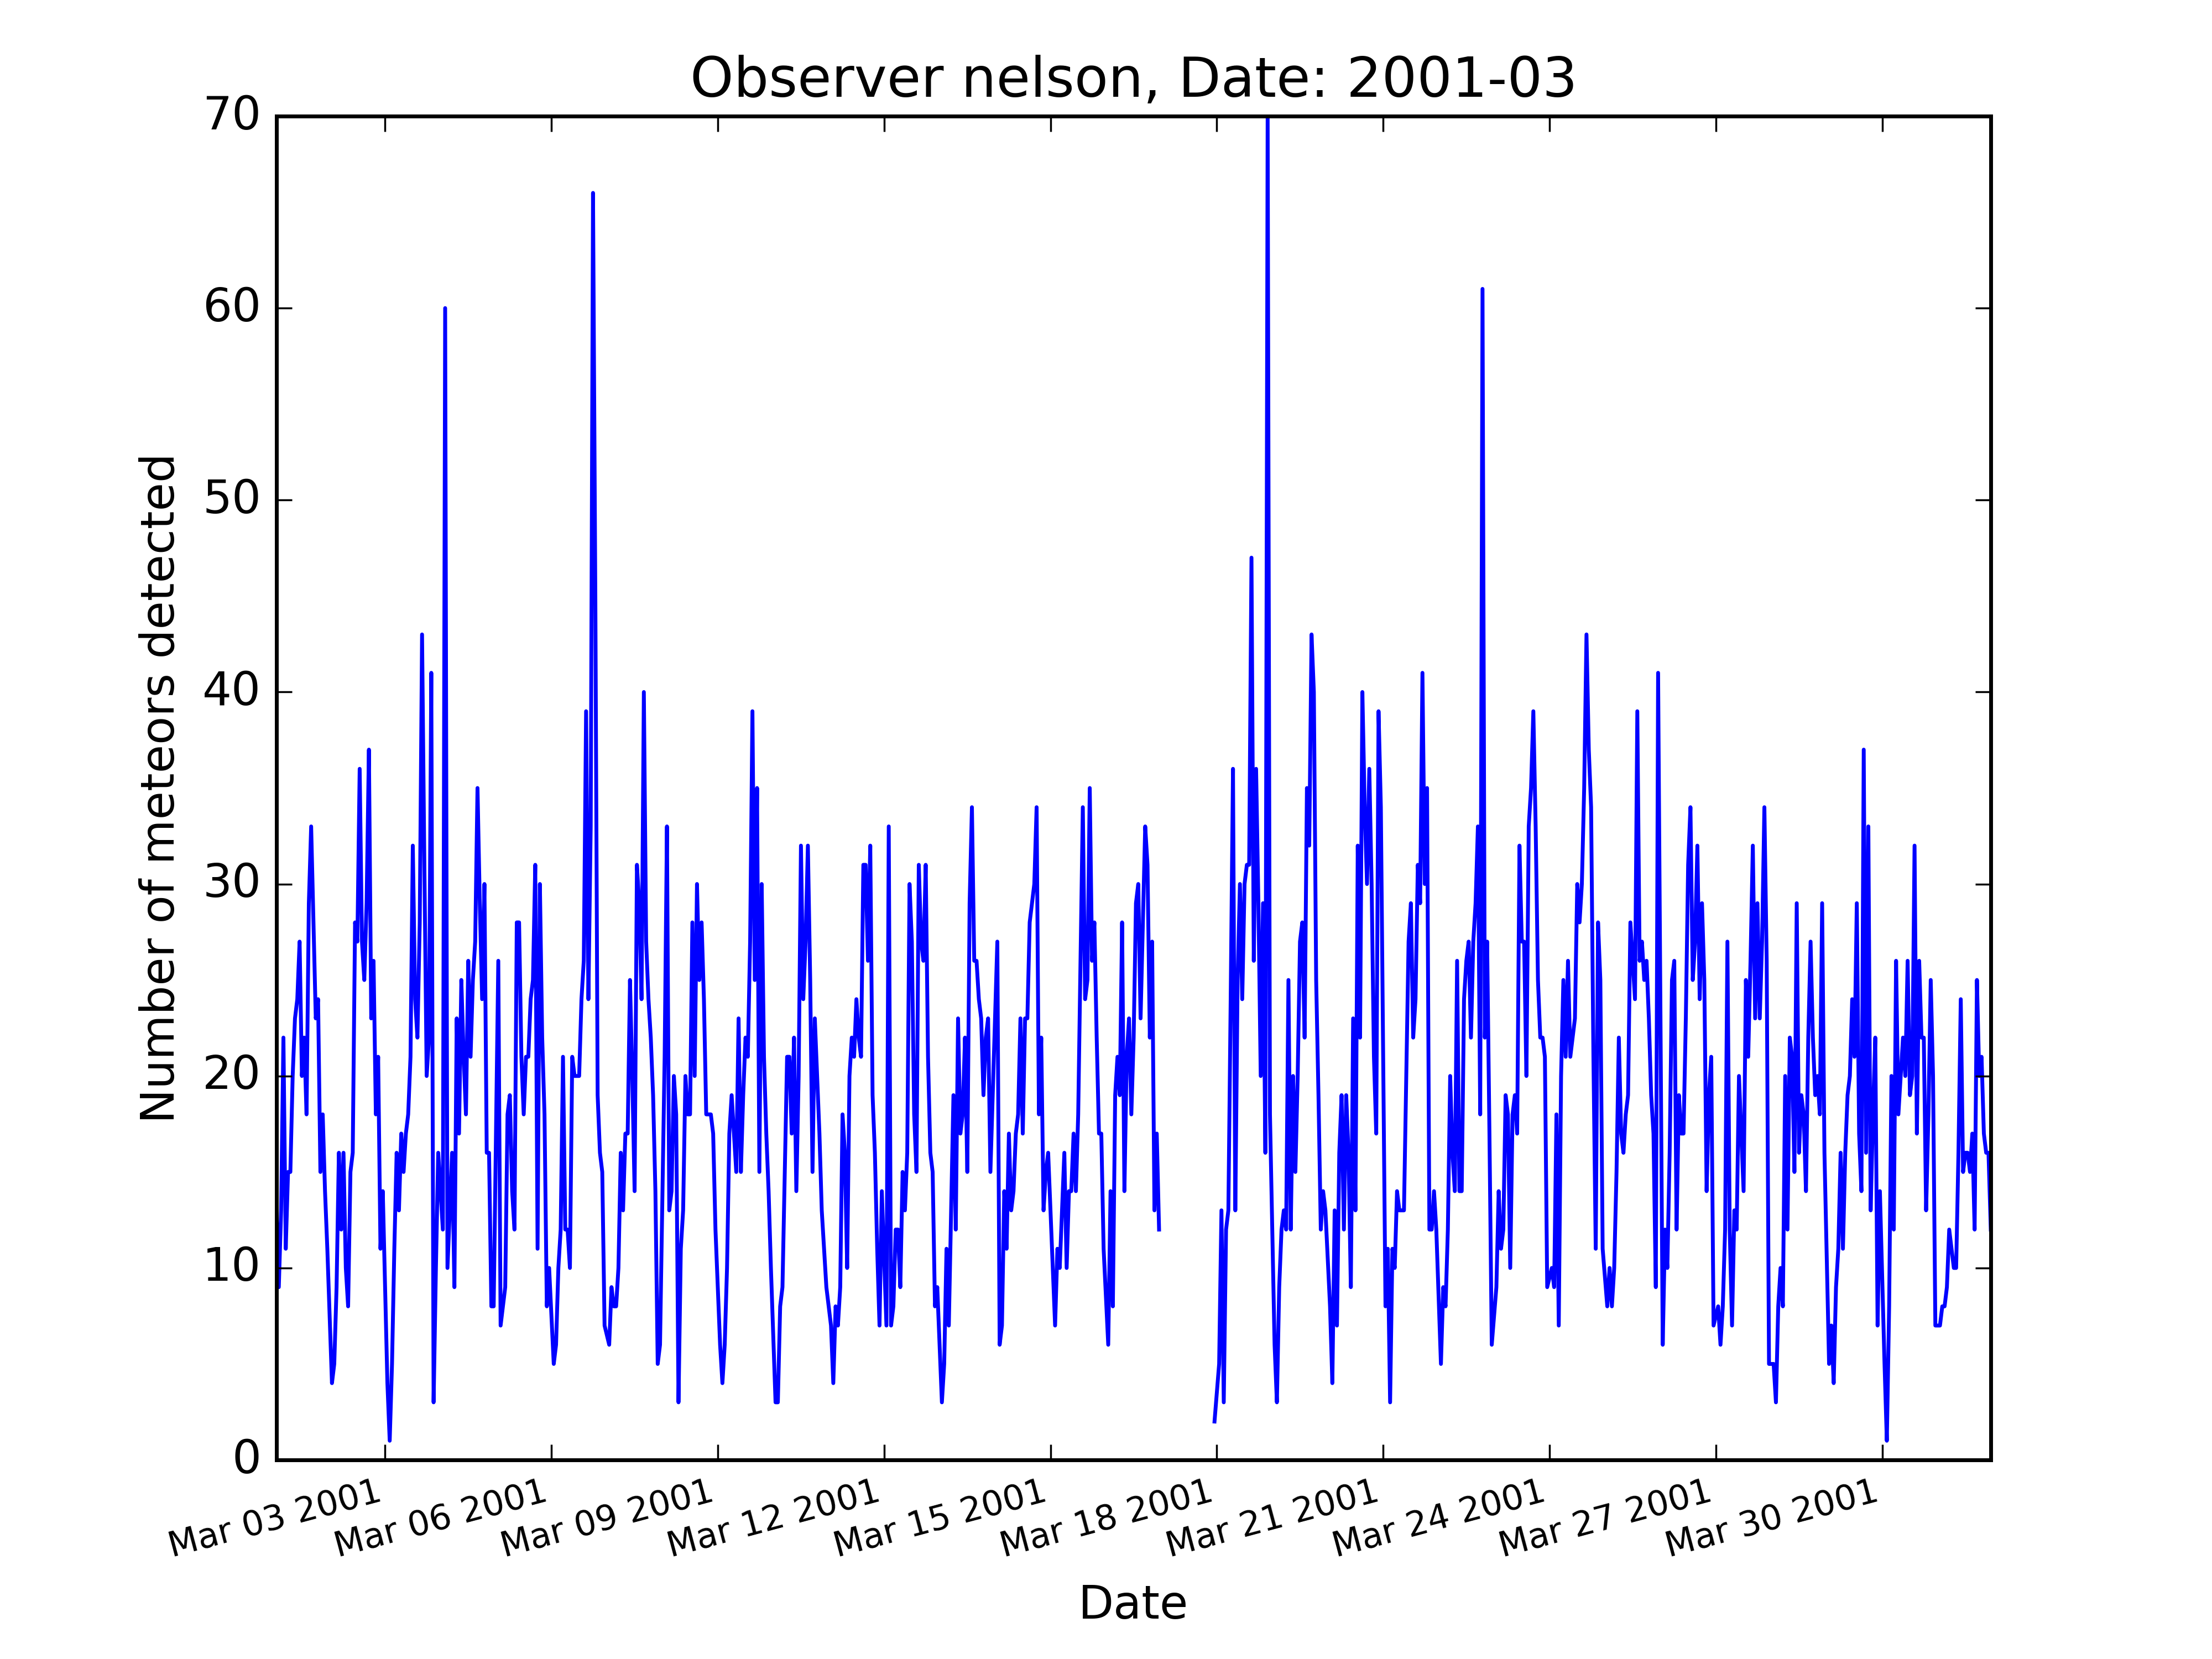 Observer nelson, Date: 2001-03
70
60
50
40
30
20
10
0
Number of meteors detected
Mar 03 2001
Mar 06 2001
Mar 09 2001
Mar 12 2001
Mar 15 2001
Mar 18 2001
Mar 21 2001
Mar 24 2001
Mar 27 2001
Mar 30 2001
Date